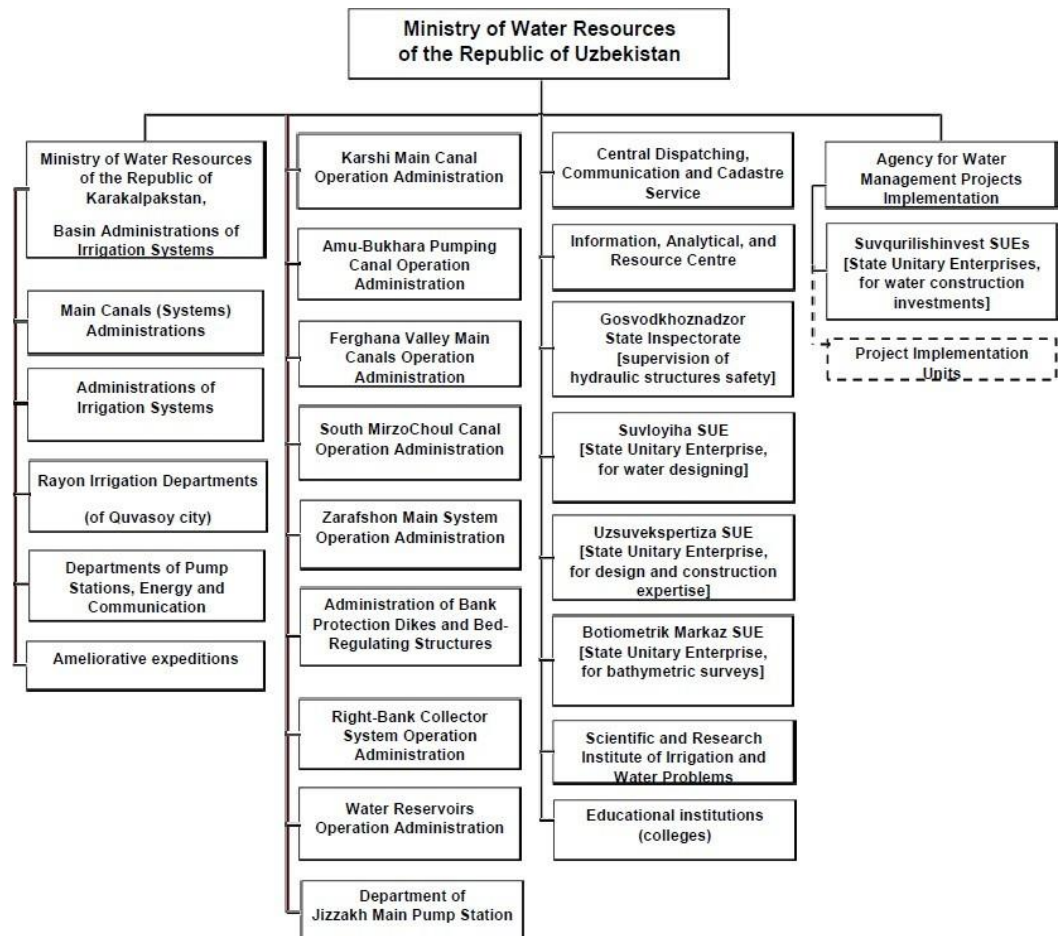 Ministry of Water Resources
of the Republic of Uzbekistan
Ministry of Water Resources
of the Republic of
Karakalpakstan,
Basin Administrations of
Irrigation Systems
Main Canals (Systems)
Administrations
Administrations of
Irrigation Systems
Rayon Irrigation Departments
(of Quvasoy city)
Departments of Pump
Stations, Energy and
Communication
Ameliorative expeditions
Karshi Main Canal
Operation Administration
Amu-Bukhara Pumping
Canal Operation
Administration
Ferghana Valley Main
Canals Operation
Administration
South MirzoChoul Canal
Operation Administration
Zarafshon Main System
Operation Administration
Administration of Bank
Protection Dikes and Bed-
Regulating Structures
Right-Bank Collector
System Operation
Administration
Water Reservoirs
Operation Administration
Department of
Jizzakh Main Pump Station
Central Dispatching,
Communication and Cadastre
Service
Information, Analytical, and
Resource Centre
Gosvodkhoznadzor
State Inspectorate
[supervision of
hydraulic structures safety]
Suvloyiha SUE
[State Unitary Enterprise,
for water designing]
Uzsuvekspertiza SUE
[State Unitary Enterprise,
for design and construction
expertise]
Botiometrik Markaz SUE
[State Unitary Enterprise,
for bathymetric surveys]
Scientific and Research
Institute of Irrigation and
Water Problems
Educational institutions
(colleges)
Agency for Water
Management Projects
Implementation
Suvqurilishinvest SUEs
[State Unitary Enterprises,
for water construction
investments]
Project Implementation
Units